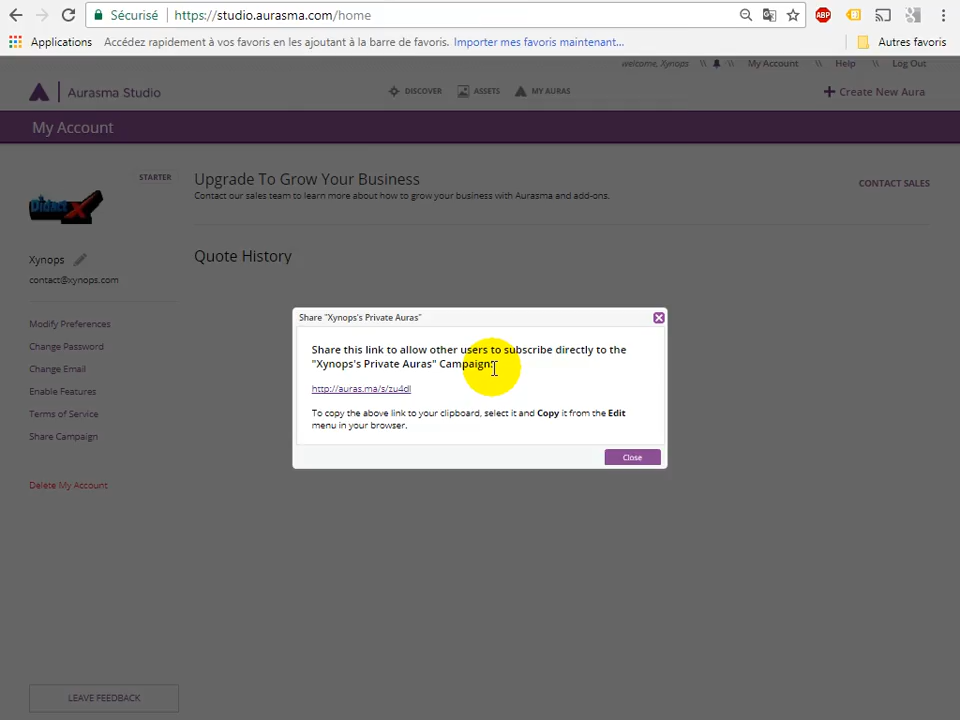 Sécurisé
https://studio.aurasma.com/home
ABP
Applications
Accédez rapidement à vos favoris en les ajoutant à la barre de favoris.
Importer mes favoris maintenant...
Autres favoris
welcome, Xynops \\ \\ My Account \\ Help \\ Log Out
Aurasma Studio
DISCOVER
ASSETS
MY AURAS
Create New Aura
My Account
STARTER
Upgrade To Grow Your Business
Contact our sales team to learn more about how to grow your business with Aurasma and add-ons.
CONTACT SALES
DidactX
Xynops
contact@xynops.com
Quote History
Modify Preferences
Change Password
Change Email
Enable Features
Terms of Service
Share Campaign
Delete My Account
Share "Xynops's Private Auras"
Share this link to allow other users to subscribe directly to the
"Xynops's Private Auras" Campaign:
http://auras.ma/s/zu4dl
To copy the above link to your clipboard, select it and Copy it from the Edit
menu in your browser.
Close
LEAVE FEEDBACK